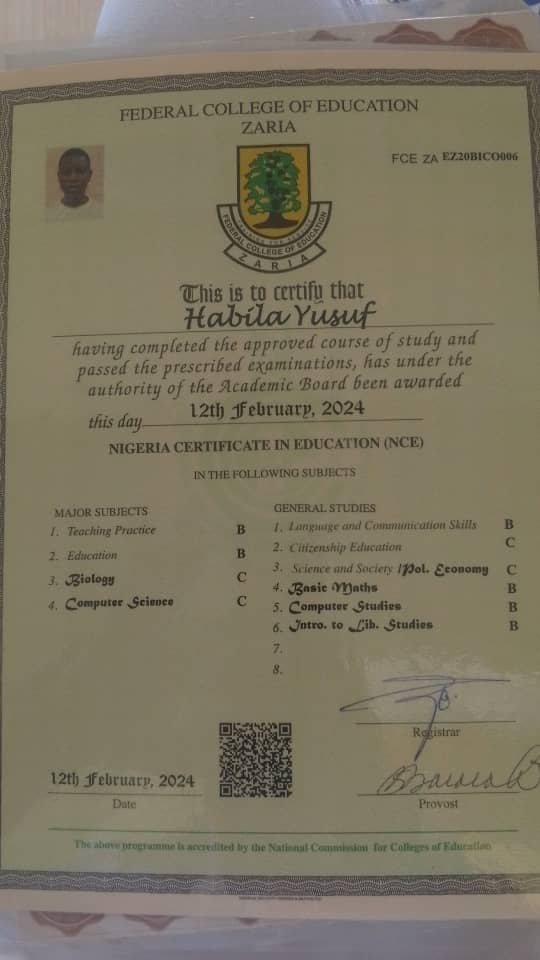 FEDERAL COLLEGE OF EDUCATION
ZARIA
FCE ZA EZ20BICO006
FEDERAL COLLEGE OF EDUCATION
ZARIA
This is to certify that
Habila Yusuf
having completed the approved course of study and
passed the prescribed examinations, has under the
authority of the Academic Board been awarded
this day 12th February, 2024
NIGERIA CERTIFICATE IN EDUCATION (NCE)
IN THE FOLLOWING SUBJECTS
MAJOR SUBJECTS
1. Teaching Practice B
2. Education B
3. Biology C
4. Computer Science C
GENERAL STUDIES
1. Language and Communication Skills B
2. Citizenship Education C
3. Science and Society /Pol. Economy C
4. Basic Maths B
5. Computer Studies B
6. Intro. to Lib. Studies B
7.
8.
Registrar
12th February, 2024
Date
Provost
The above programme is accredited by the National Commission for Colleges of Education